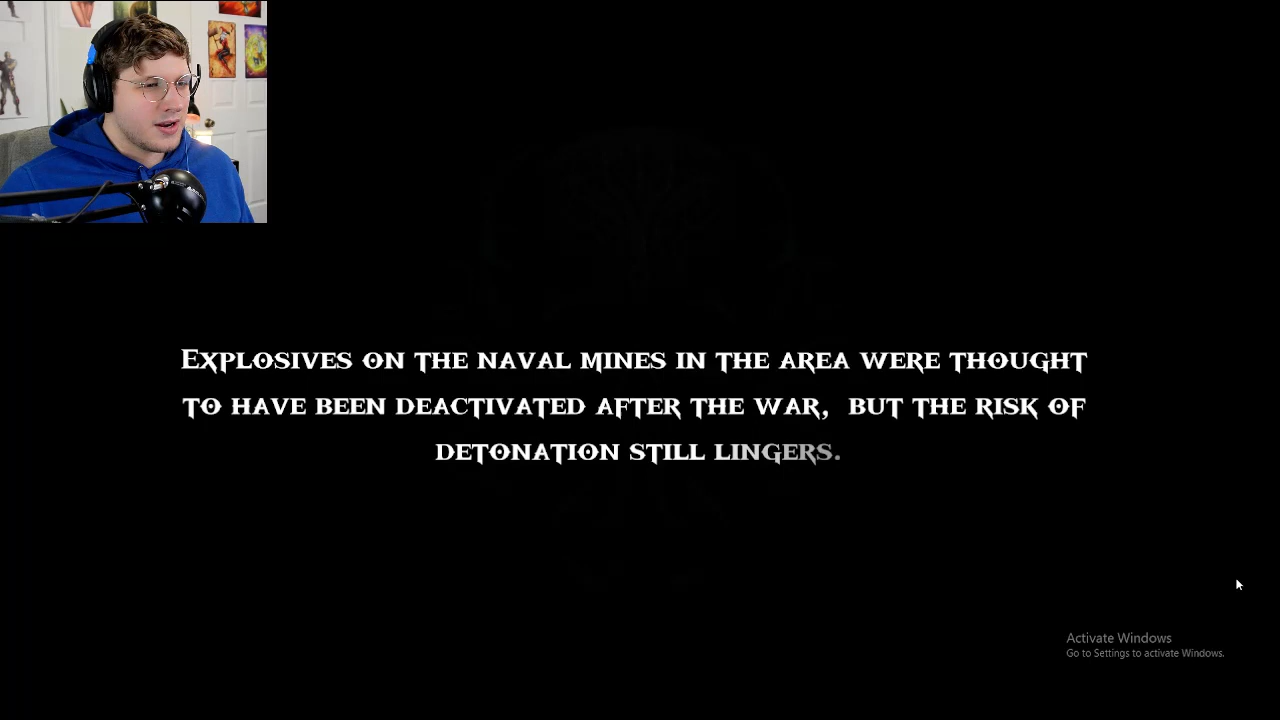 Explosives on the naval mines in the area were thought
to have been deactivated after the war, but the risk of
detonation still lingers.
Activate Windows
Go to Settings to activate Windows.